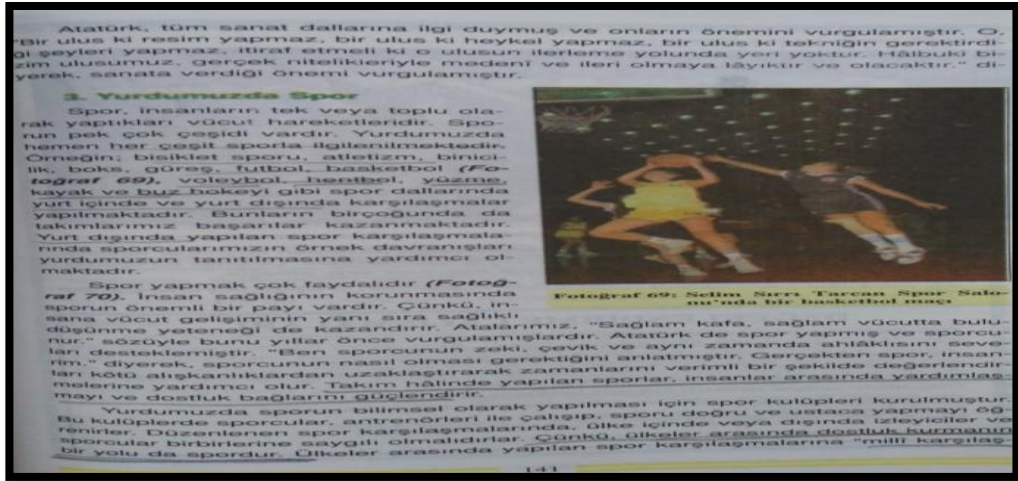 Atatürk, tüm sanat dallarına ilgi duymuş ve onların önemini vurgulamıştır. O,
"Bir ulus ki resim yapmaz, bir ulus ki heykel yapmaz, bir ulus ki tekniğin gerektirdi-
ği şeyleri yapmaz, itiraf etmeli ki o ulusun ilerleme yolunda yeri yoktur. Hâlbuki bi-
zim ulusumuz, gerçek nitelikleriyle medenî ve ileri olmaya lâyıktır ve olacaktır." di-
yerek, sanata verdiği önemi vurgulamıştır.
3. Yurdumuzda Spor
Spor, insanların tek veya toplu ola-
rak yaptıkları vücut hareketleridir. Spo-
run pek çok çeşidi vardır. Yurdumuzda
hemen her çeşit sporla ilgilenilmektedir.
Örneğin; bisiklet sporu, atletizm, binici-
lik, boks, güreş, futbol, basketbol (Fo-
toğraf 69), voleybol, hentbol, yüzme,
kayak ve buz hokeyi gibi spor dallarında
yurt içinde ve yurt dışında karşılaşmalar
yapılmaktadır. Bunların birçoğunda da
takımlarımız başarılar kazanmaktadır.
Yurt dışında yapılan spor karşılaşmala-
rında sporcularımızın örnek davranışları
yurdumuzun tanıtılmasına yardımcı ol-
maktadır.
Spor yapmak çok faydalıdır (Fotoğ-
raf 70). İnsan sağlığının korunmasında
sporun önemli bir payı vardır. Çünkü, in-
sana vücut gelişiminin yanı sıra sağlıklı
düşünme yeteneği de kazandırır. Atalarımız, "Sağlam kafa, sağlam vücutta bulu-
nur." sözüyle bunu yıllar önce vurgulamışlardır. Atatürk de spor yapmış ve sporcu-
ları desteklemiştir. "Ben sporcunun zeki, çevik ve aynı zamanda ahlâklısını seve-
rim." diyerek, sporcunun nasıl olması gerektiğini anlatmıştır. Gerçekten spor, insan-
ları kötü alışkanlıklardan uzaklaştırarak zamanlarını verimli bir şekilde değerlendir-
melerine yardımcı olur. Takım hâlinde yapılan sporlar, insanlar arasında yardımlaş-
mayı ve dostluk bağlarını güçlendirir.
Yurdumuzda sporun bilimsel olarak yapılması için spor kulüpleri kurulmuştur.
Bu kulüplerde sporcular, antrenörleri ile çalışıp, sporu doğru ve ustaca yapmayı öğ-
renirler. Düzenlenen spor karşılaşmalarında, ülke içinde veya dışında izleyiciler ve
sporcular birbirlerine saygılı olmalıdırlar. Çünkü, ülkeler arasında dostluk kurmanın
bir yolu da spordur. Ülkeler arasında yapılan spor karşılaşmalarına "millî karşılaş-
Fotoğraf 69: Selim Sırrı Tarcan Spor Salo-
nu'nda bir basketbol maçı
141